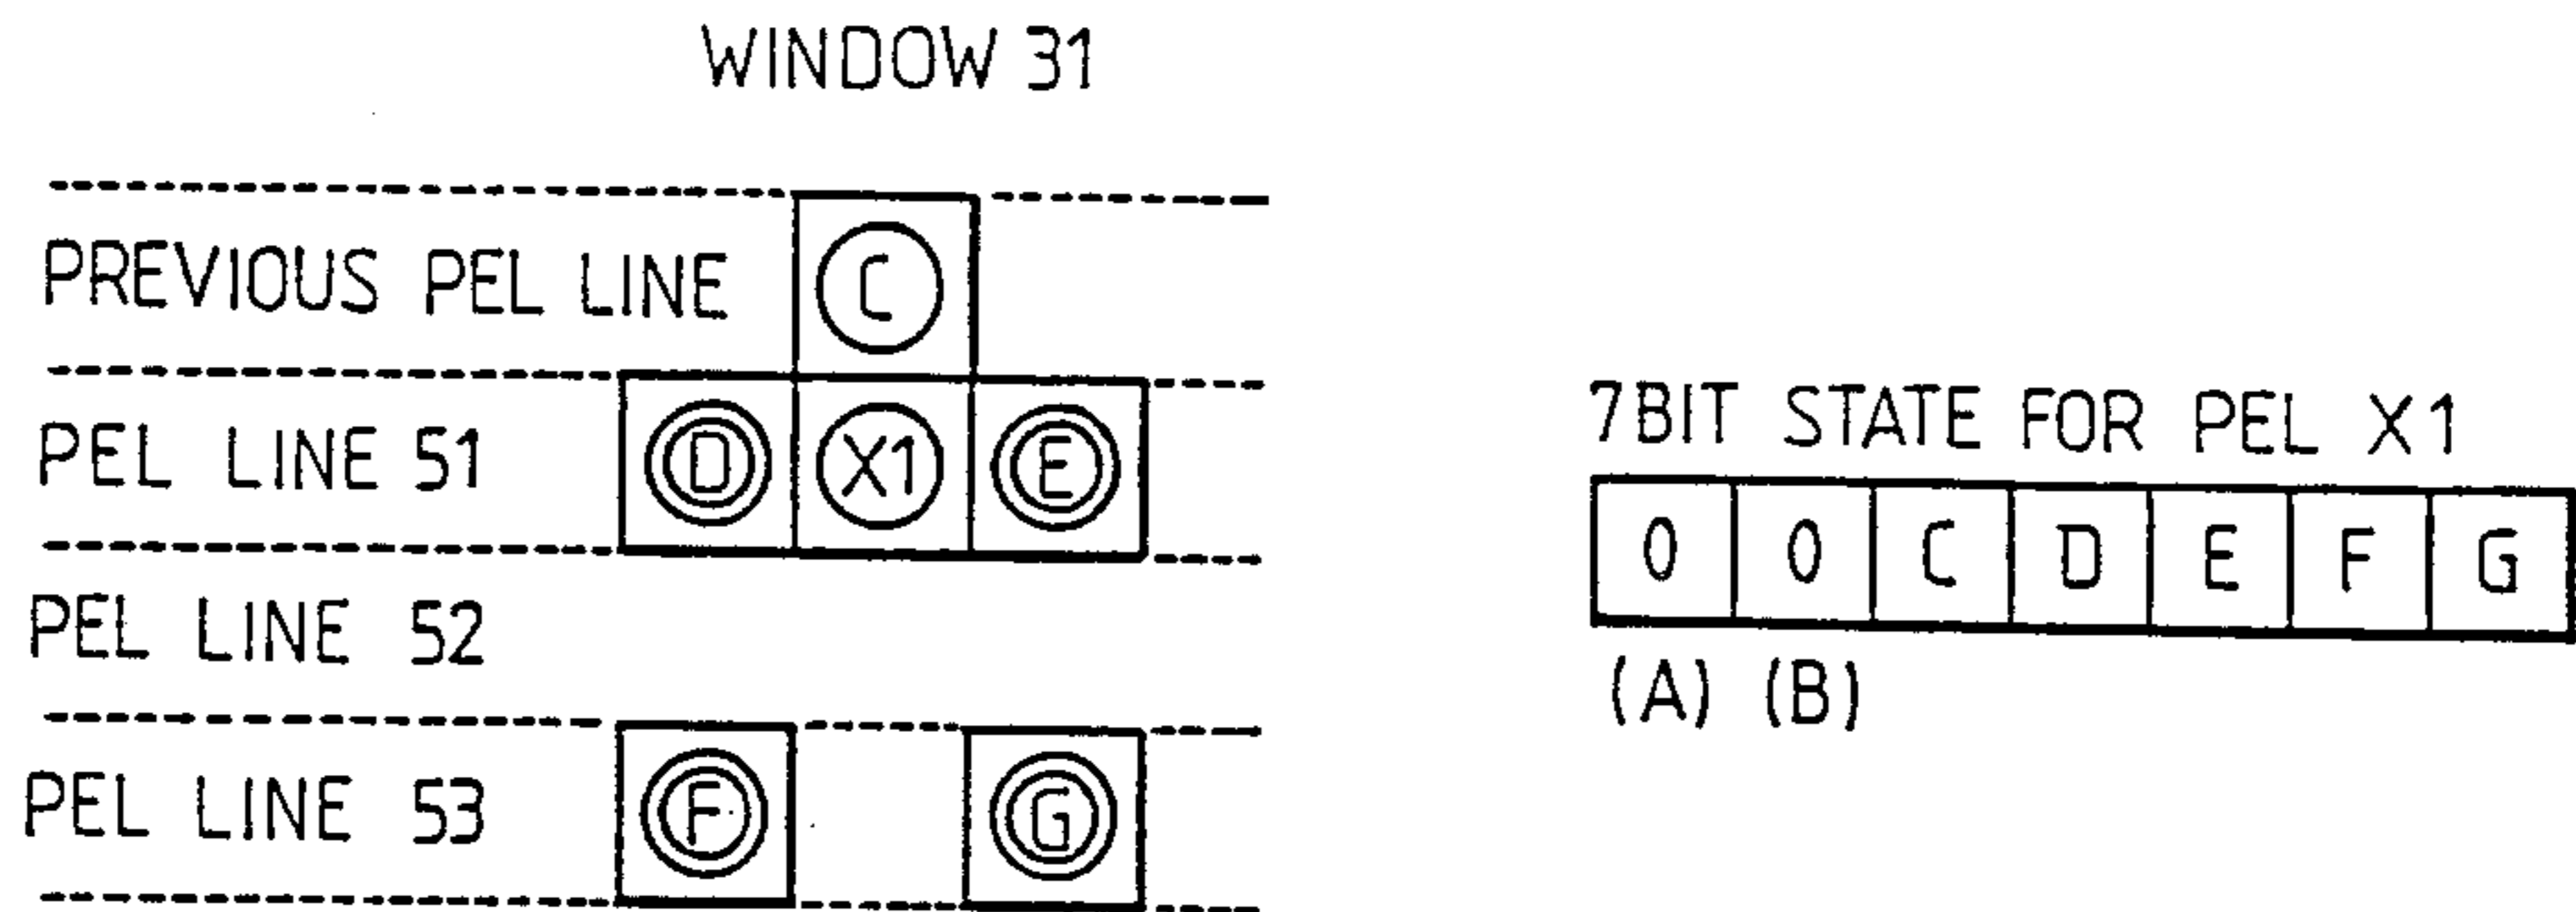 WINDOW 31
PREVIOUS PEL LINE C
PEL LINE 51 D X1 E
PEL LINE 52
PEL LINE 53 F G
7BIT STATE FOR PEL X1
0 0 C D E F G
(A) (B)